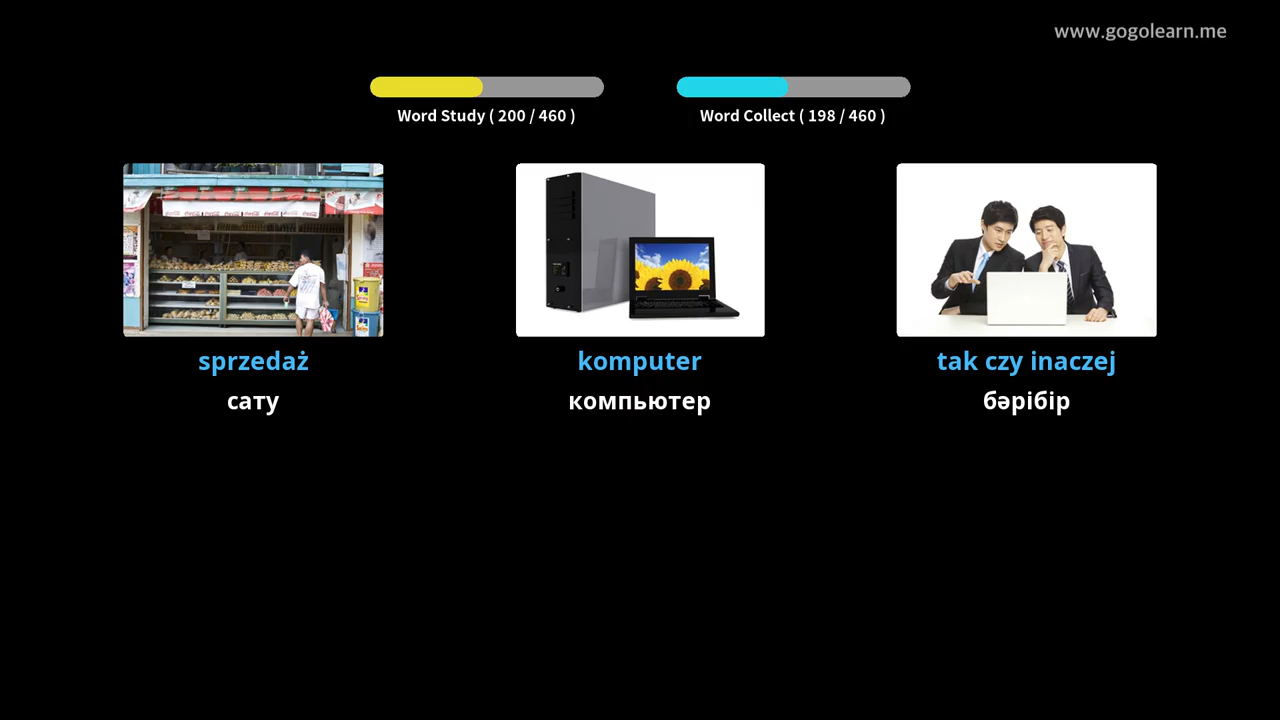 www.gogolearn.me
Word Study ( 200 / 460 )
Word Collect ( 198 / 460 )
sprzedaż
komputer
tak czy inaczej
сату
компьютер
бәрібір